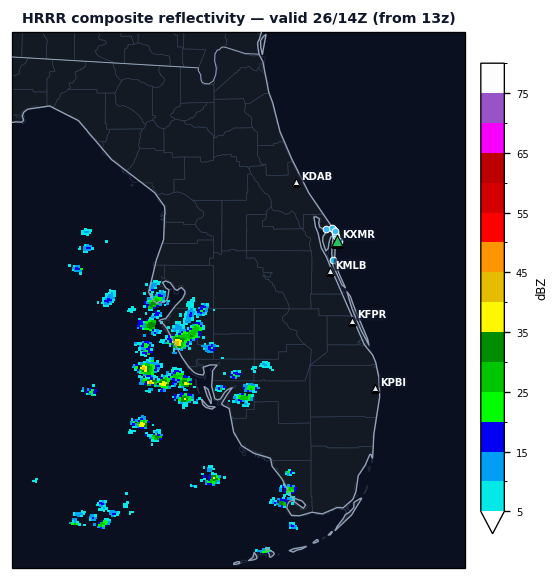 HRRR composite reflectivity — valid 26/14Z (from 13z)
KDAB
KXMR
KMLB
KFPR
KPBI
75
65
55
45
35
25
15
5
dBZ